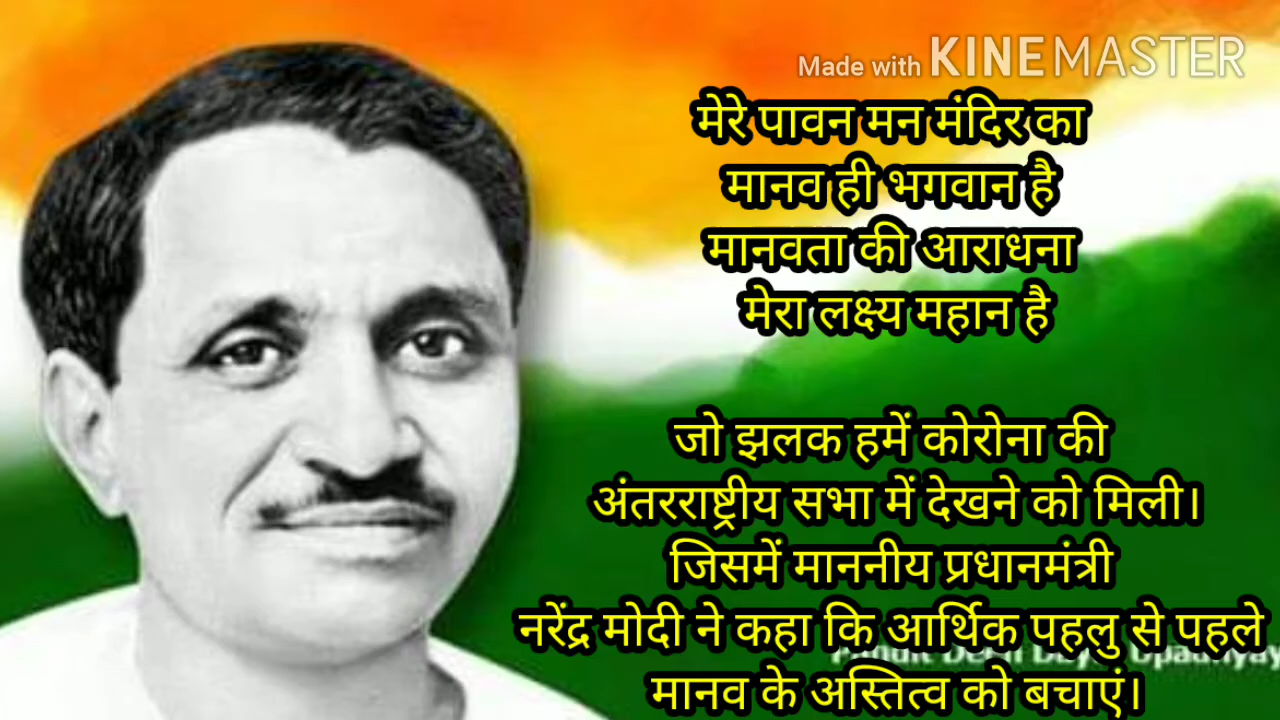 Made with KINEMASTER
मेरे पावन मन मंदिर का
मानव ही भगवान है
मानवता की आराधना
मेरा लक्ष्य महान है
जो झलक हमें कोरोना की
अंतरराष्ट्रीय सभा में देखने को मिली।
जिसमें माननीय प्रधानमंत्री
नरेंद्र मोदी ने कहा कि आर्थिक पहलु से पहले
मानव के अस्तित्व को बचाएं।